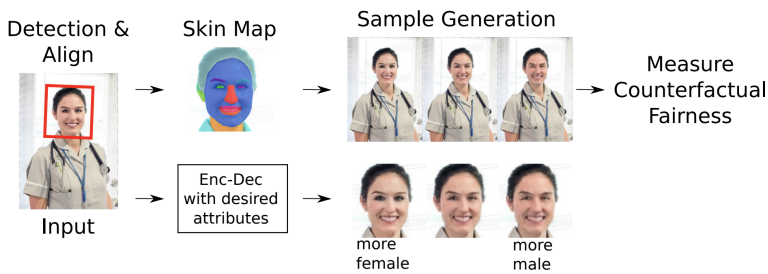 Detection &
Align
Skin Map
Sample Generation
Measure
Counterfactual
Fairness
Input
Enc-Dec
with desired
attributes
more
female
more
male